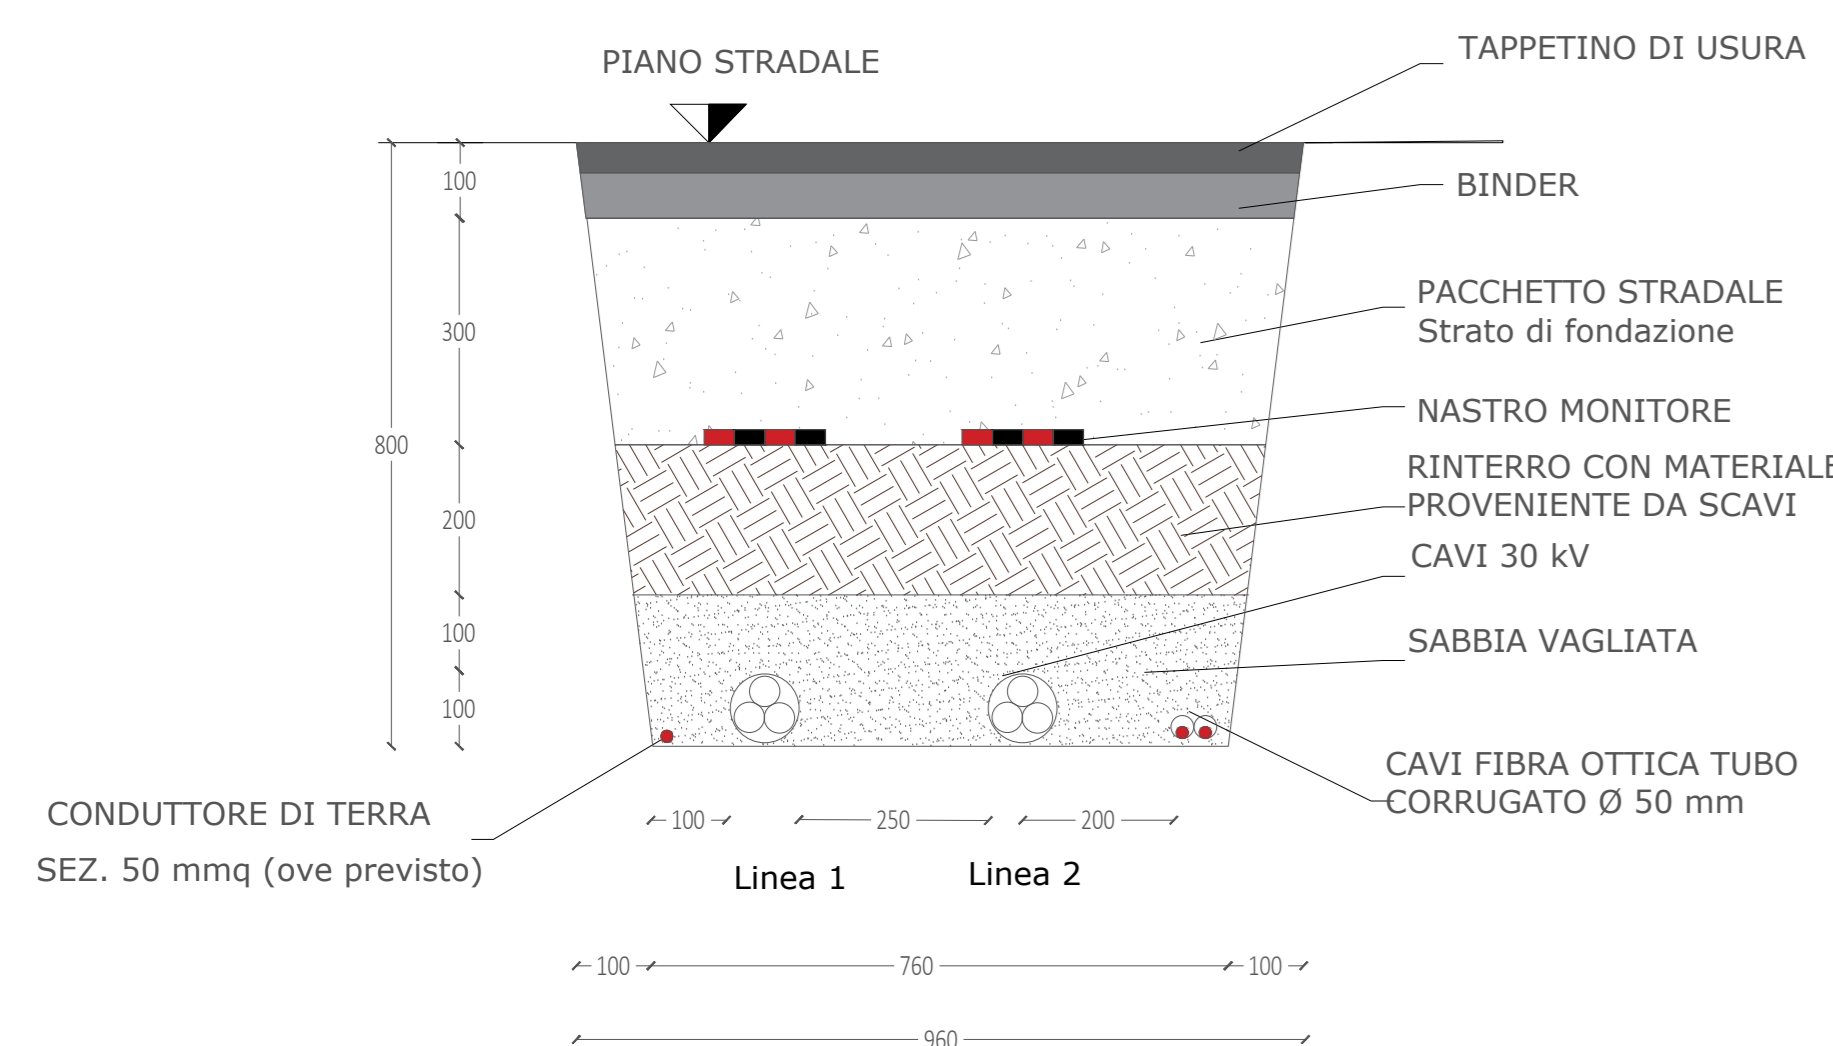 TAPPETINO DI USURA
PIANO STRADALE
100
BINDER
PACCHETTO STRADALE
Strato di fondazione
300
NASTRO MONITORE
800
RINTERRO CON MATERIALE
PROVENIENTE DA SCAVI
200
CAVI 30 kV
100
SABBIA VAGLIATA
100
CAVI FIBRA OTTICA TUBO
CORRUGATO Ø 50 mm
CONDUTTORE DI TERRA
SEZ. 50 mmq (ove previsto)
100 250 200
Linea 1 Linea 2
100 760 100
960